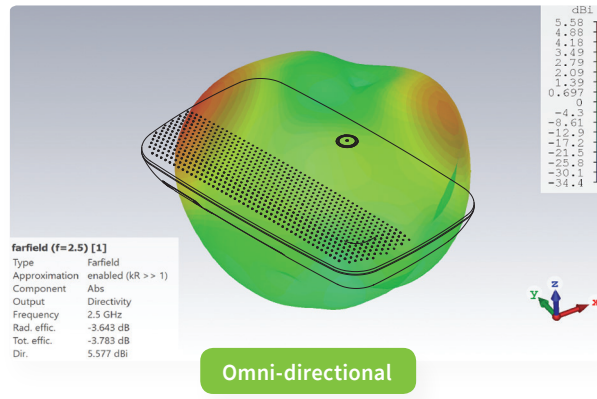 dBi
5.58
4.88
4.18
3.49
2.79
2.09
1.39
0.697
0
-4.3
-8.61
-12.9
-17.2
-21.5
-25.8
-30.1
-34.4
farfield (f=2.5) [1]
Type Farfield
Approximation enabled (kR >> 1)
Component Abs
Output Directivity
Frequency 2.5 GHz
Rad. effic. -3.643 dB
Tot. effic. -3.783 dB
Dir. 5.577 dBi
z
y
x
Omni-directional